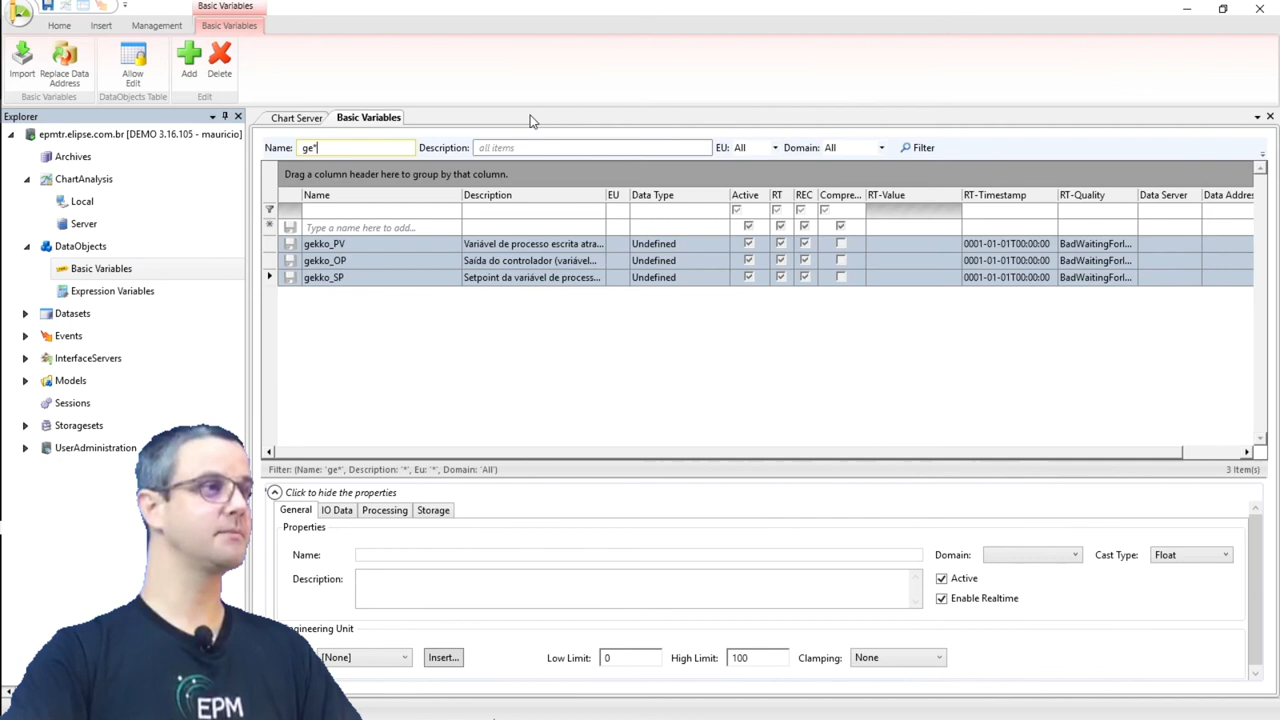 Basic Variables
Home Insert Management Basic Variables
Import Replace Data Address Allow Edit Add Delete
Basic Variables DataObjects Table Edit
Explorer
Chart Server Basic Variables
epmtr.elipse.com.br [DEMO 3.16.105 - mauricio]
Archives
ChartAnalysis
Local
Server
DataObjects
Basic Variables
Expression Variables
Datasets
Events
InterfaceServers
Models
Sessions
Storagesets
UserAdministration
Name: ge* Description: all items EU: All Domain: All Filter
Drag a column header here to group by that column.
Name Description EU Data Type Active RT REC Compre... RT-Value RT-Timestamp RT-Quality Data Server Data Addres
Type a name here to add...
gekko_PV Variável de processo escrita atra... Undefined 0001-01-01T00:00:00 BadWaitingForI...
gekko_OP Saída do controlador (variável... Undefined 0001-01-01T00:00:00 BadWaitingForI...
gekko_SP Setpoint da variável de process... Undefined 0001-01-01T00:00:00 BadWaitingForI...
Filter: (Name: 'ge*', Description: '*', Eu: '*', Domain: 'All') 3 Item(s)
Click to hide the properties
General IO Data Processing Storage
Properties
Name: Domain: Cast Type: Float
Description: Active
Enable Realtime
ngineering Unit
[None] Insert... Low Limit: 0 High Limit: 100 Clamping: None
EPM